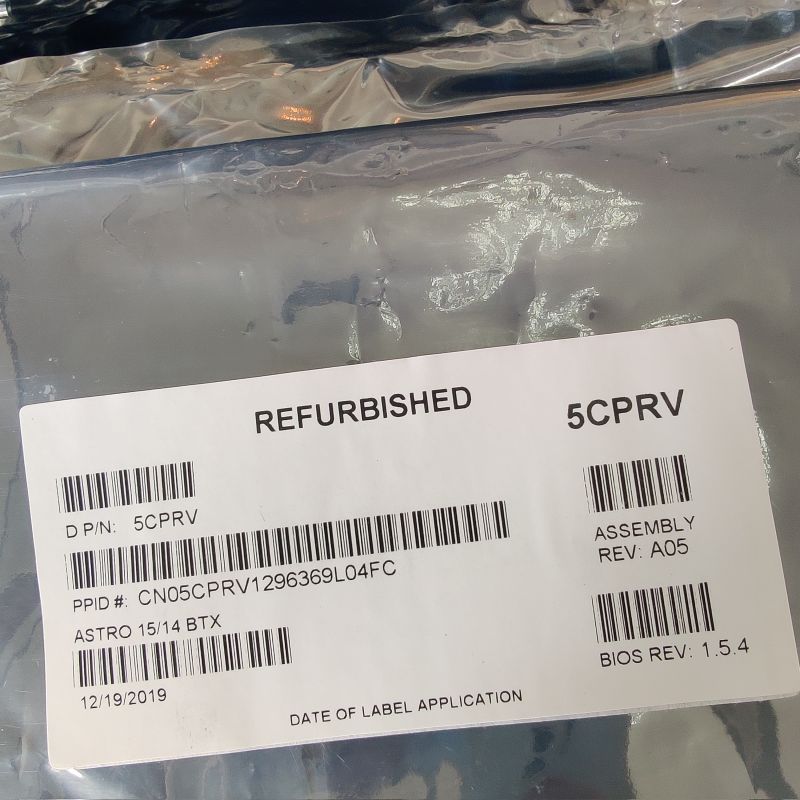 REFURBISHED
5CPRV
D P/N: 5CPRV
PPID #: CN05CPRV1296369L04FC
ASTRO 15/14 BTX
12/19/2019
DATE OF LABEL APPLICATION
ASSEMBLY
REV: A05
BIOS REV: 1.5.4